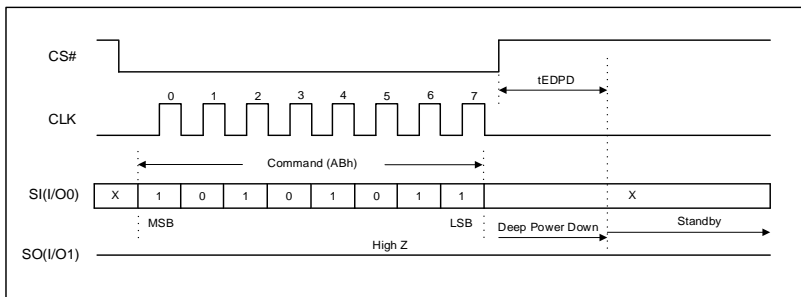 CS#
tEDPD
0 1 2 3 4 5 6 7
CLK
Command (ABh)
SI(I/O0) X 1 0 1 0 1 0 1 1 X
MSB LSB Deep Power Down Standby
High Z
SO(I/O1)